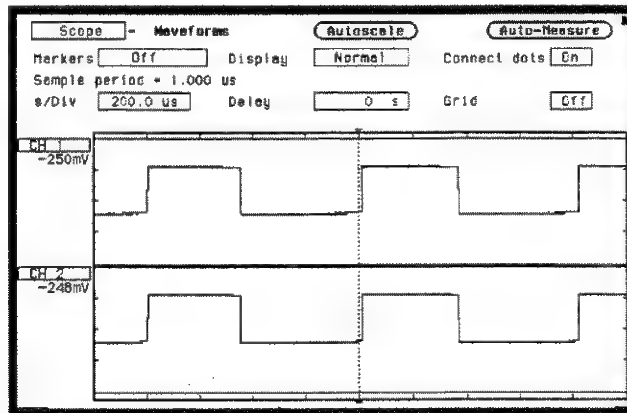 Scope - Waveforms Autoscale Auto-Measure
Markers Off Display Normal Connect dots On
Sample period = 1.000 us
s/Div 200.0 us Delay 0 s Grid Off
CH 1
-250mV
CH 2
-248mV